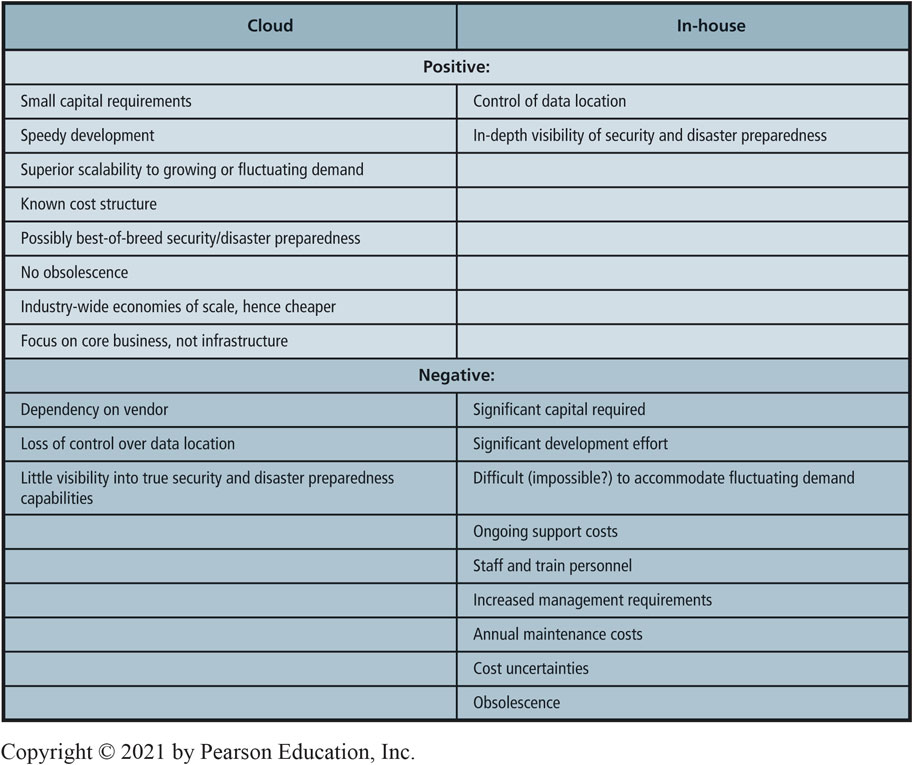 Cloud In-house
Positive:
Small capital requirements Control of data location
Speedy development In-depth visibility of security and disaster preparedness
Superior scalability to growing or fluctuating demand
Known cost structure
Possibly best-of-breed security/disaster preparedness
No obsolescence
Industry-wide economies of scale, hence cheaper
Focus on core business, not infrastructure
Negative:
Dependency on vendor Significant capital required
Loss of control over data location Significant development effort
Little visibility into true security and disaster preparedness Difficult (impossible?) to accommodate fluctuating demand
capabilities
Ongoing support costs
Staff and train personnel
Increased management requirements
Annual maintenance costs
Cost uncertainties
Obsolescence
Copyright © 2021 by Pearson Education, Inc.